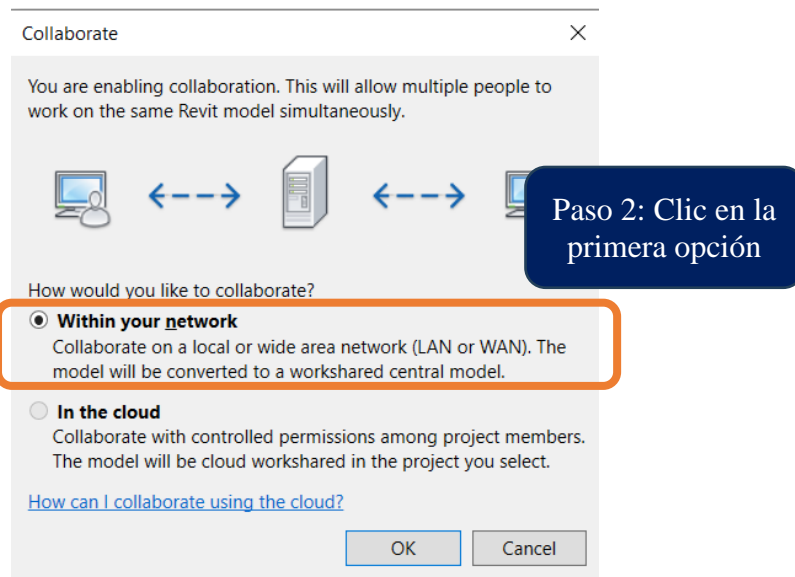 Collaborate
You are enabling collaboration. This will allow multiple people to
work on the same Revit model simultaneously.
Paso 2: Clic en la
primera opción
How would you like to collaborate?
Within your network
Collaborate on a local or wide area network (LAN or WAN). The
model will be converted to a workshared central model.
In the cloud
Collaborate with controlled permissions among project members.
The model will be cloud workshared in the project you select.
How can I collaborate using the cloud?
OK Cancel